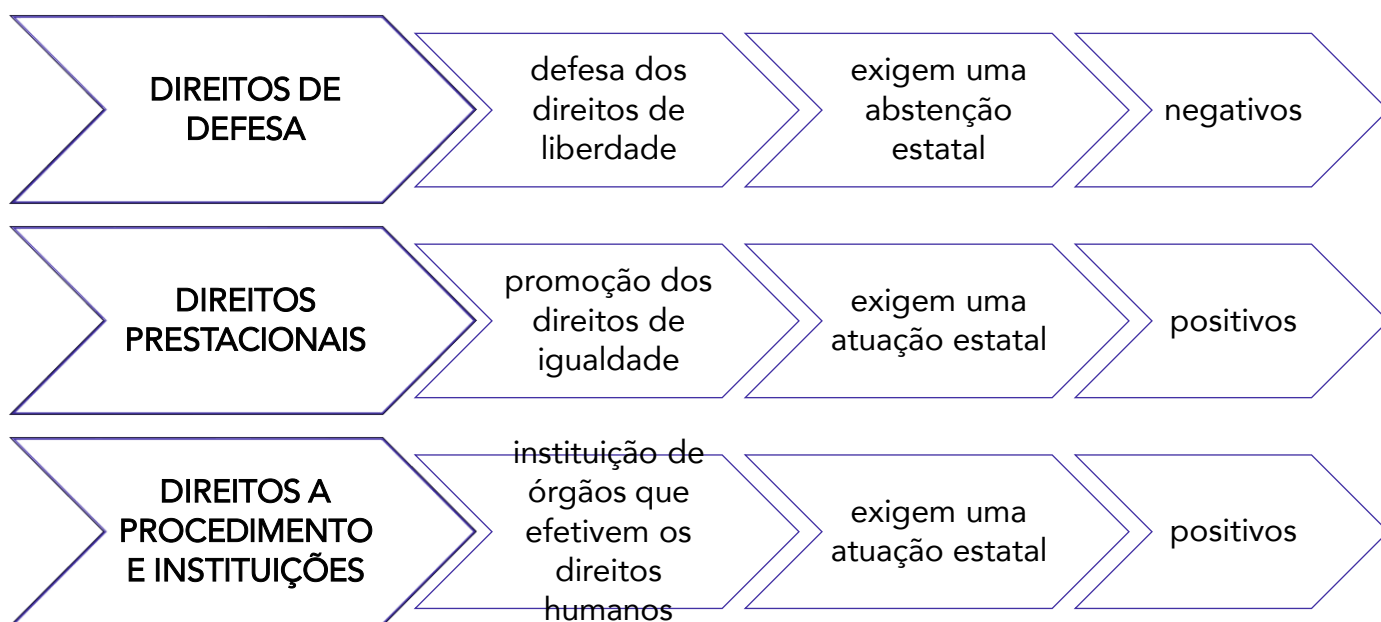 DIREITOS DE
DEFESA
defesa dos
direitos de
liberdade
exigem uma
abstenção
estatal
negativos
DIREITOS
PRESTACIONAIS
promoção dos
direitos de
igualdade
exigem uma
atuação estatal
positivos
DIREITOS A
PROCEDIMENTO
E INSTITUIÇÕES
instituição de
órgãos que
efetivem os
direitos
humanos
exigem uma
atuação estatal
positivos